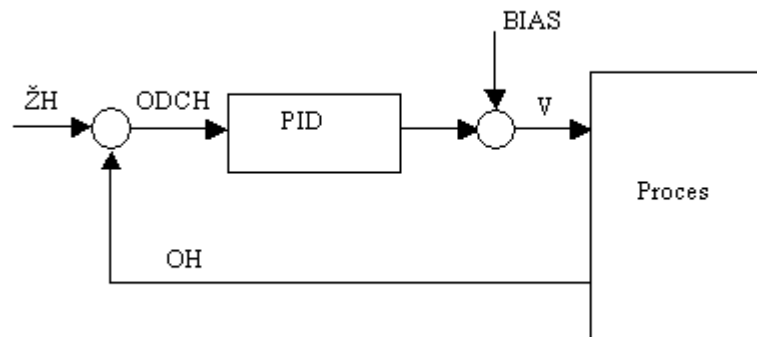 BIAS
ŽH
ODCH
PID
V
Proces
OH